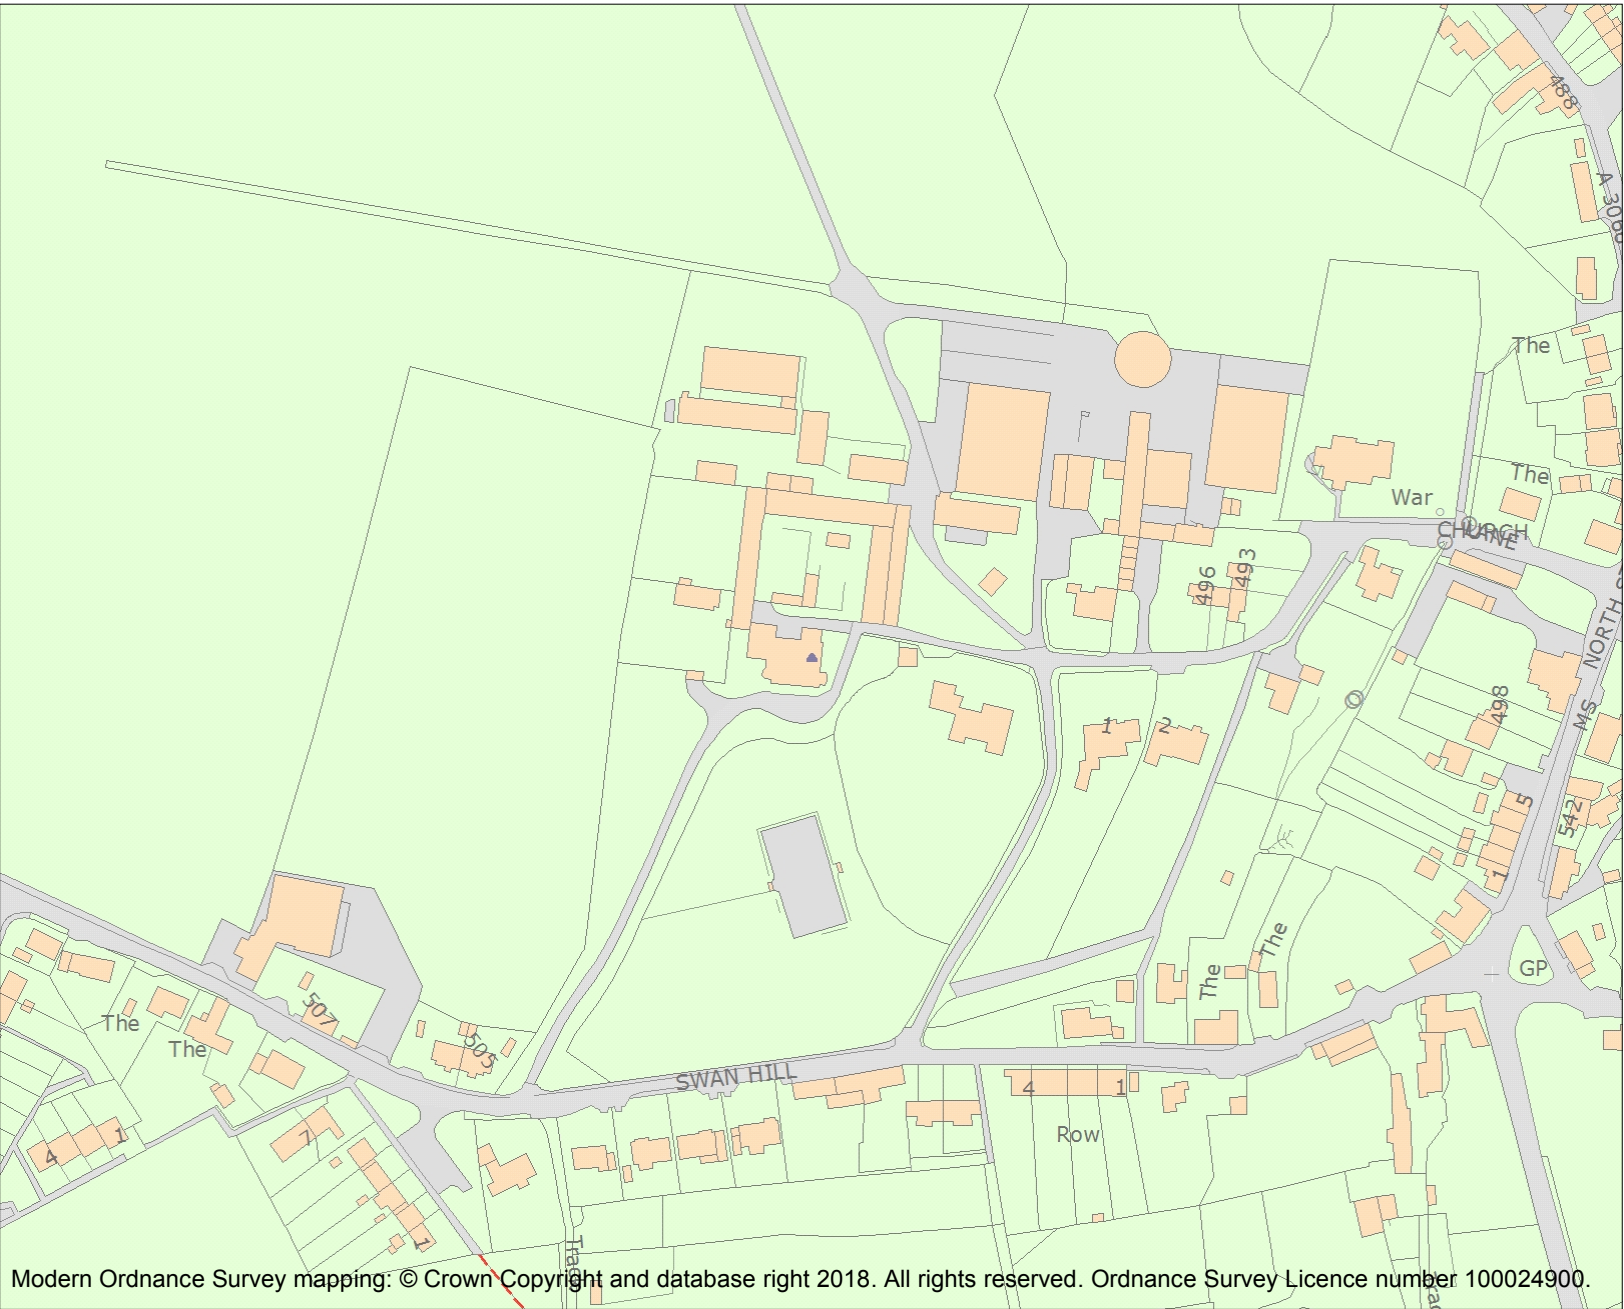 488
A 3066
The
The
War
CHURCH
LANE
493
496
NORTH
498
MS
1
2
5
542
1
The
The
GP
507
The
The
505
SWAN HILL
4
1
Row
7
1
4
1
Modern Ordnance Survey mapping: © Crown Copyright and database right 2018. All rights reserved. Ordnance Survey Licence number 100024900.